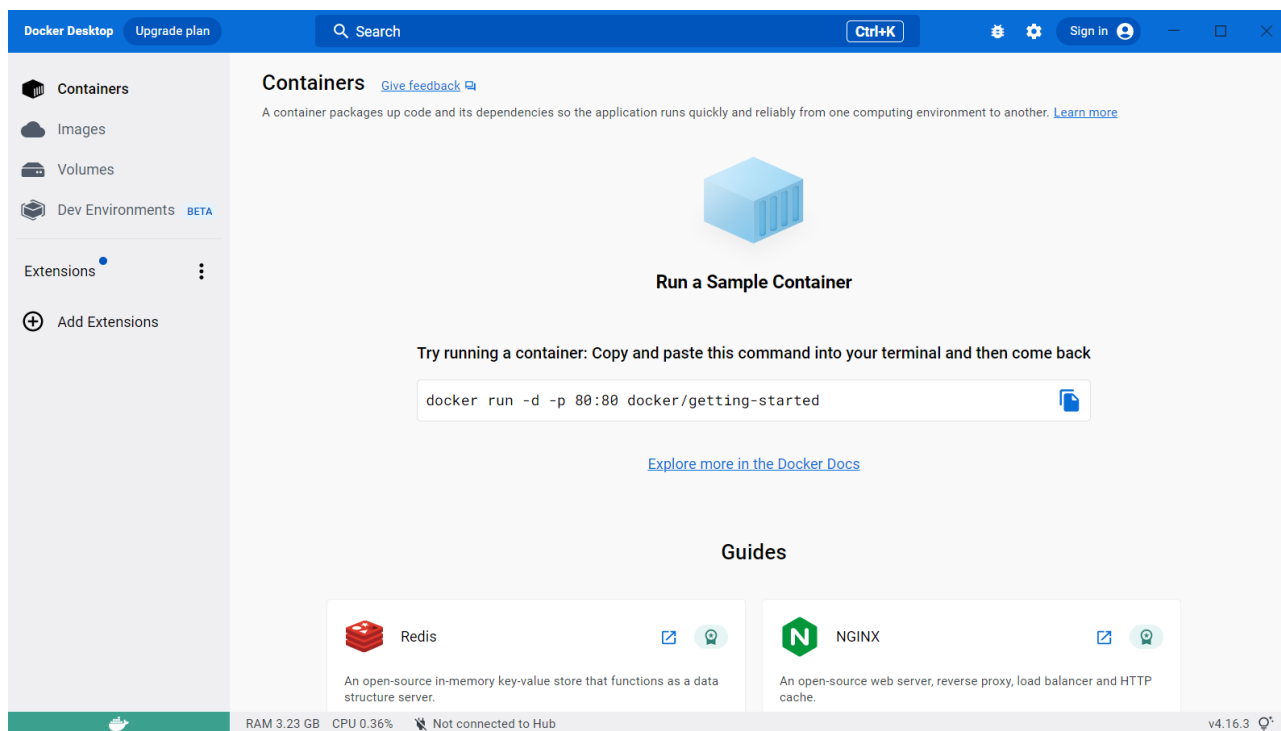 Docker Desktop Upgrade plan Search Ctrl+K Sign in
Containers
Images
Volumes
Dev Environments BETA
Extensions
Add Extensions
Containers Give feedback
A container packages up code and its dependencies so the application runs quickly and reliably from one computing environment to another. Learn more
Run a Sample Container
Try running a container: Copy and paste this command into your terminal and then come back
docker run -d -p 80:80 docker/getting-started
Explore more in the Docker Docs
Guides
Redis
An open-source in-memory key-value store that functions as a data
structure server.
N NGINX
An open-source web server, reverse proxy, load balancer and HTTP
cache.
RAM 3.23 GB CPU 0.36% Not connected to Hub v4.16.3